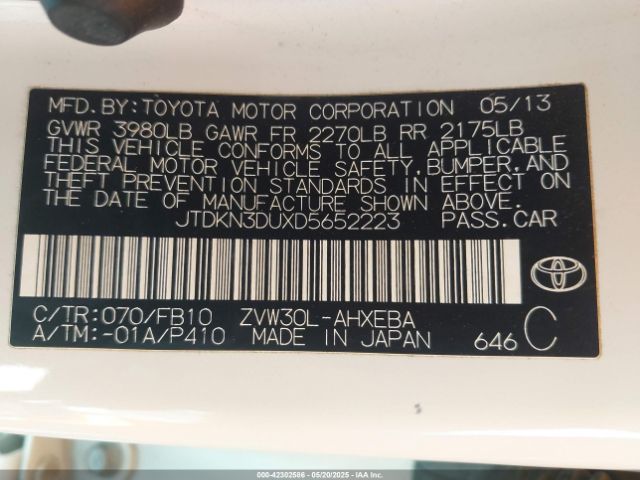 MFD.BY:TOYOTA MOTOR CORPORATION 05/13
GVWR 3980LB GAWR FR 2270LB RR 2175LB
THIS VEHICLE CONFORMS TO ALL APPLICABLE
FEDERAL MOTOR VEHICLE SAFETY,BUMPER,AND
THEFT PREVENTION STANDARDS IN EFFECT ON
THE DATE OF MANUFACTURE SHOWN ABOVE.
JTDKN3DUXD5652223 PASS.CAR
C/TR:070/FB10 ZVW30L-AHXEBA
A/TM:-01A/P410 MADE IN JAPAN 646 C
000-42302586 - 05/20/2025 - IAA Inc.